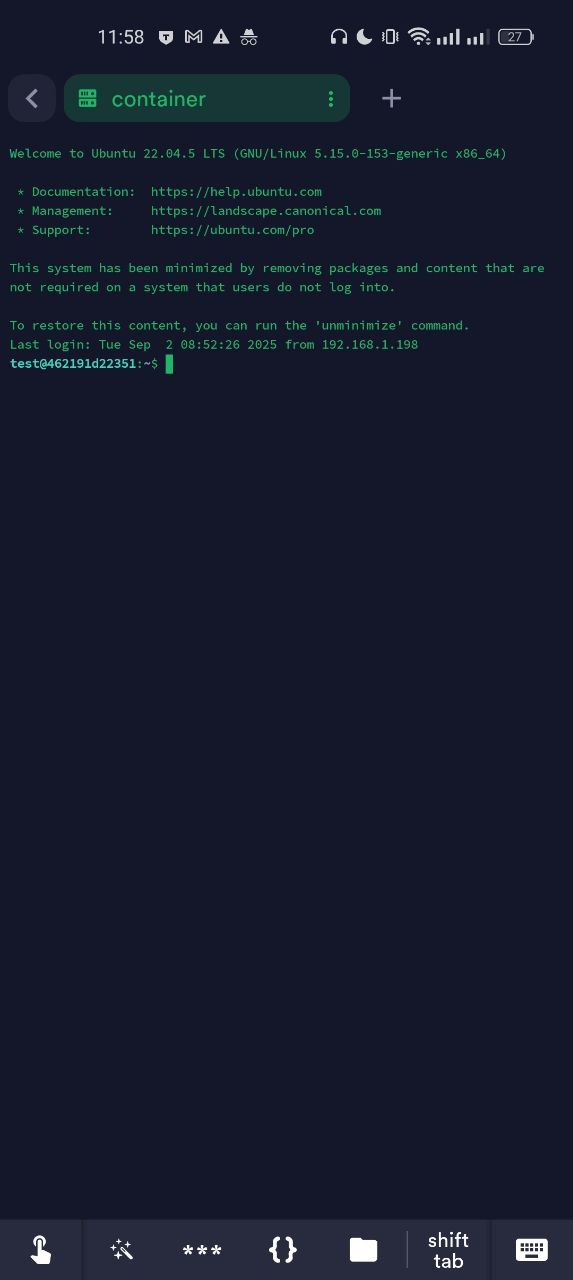 11:58
27
container
Welcome to Ubuntu 22.04.5 LTS (GNU/Linux 5.15.0-153-generic x86_64)
* Documentation:  https://help.ubuntu.com
* Management:     https://landscape.canonical.com
* Support:        https://ubuntu.com/pro
This system has been minimized by removing packages and content that are
not required on a system that users do not log into.
To restore this content, you can run the 'unminimize' command.
Last login: Tue Sep  2 08:52:26 2025 from 192.168.1.198
test@462191d22351:~$
***
{}
shift
tab